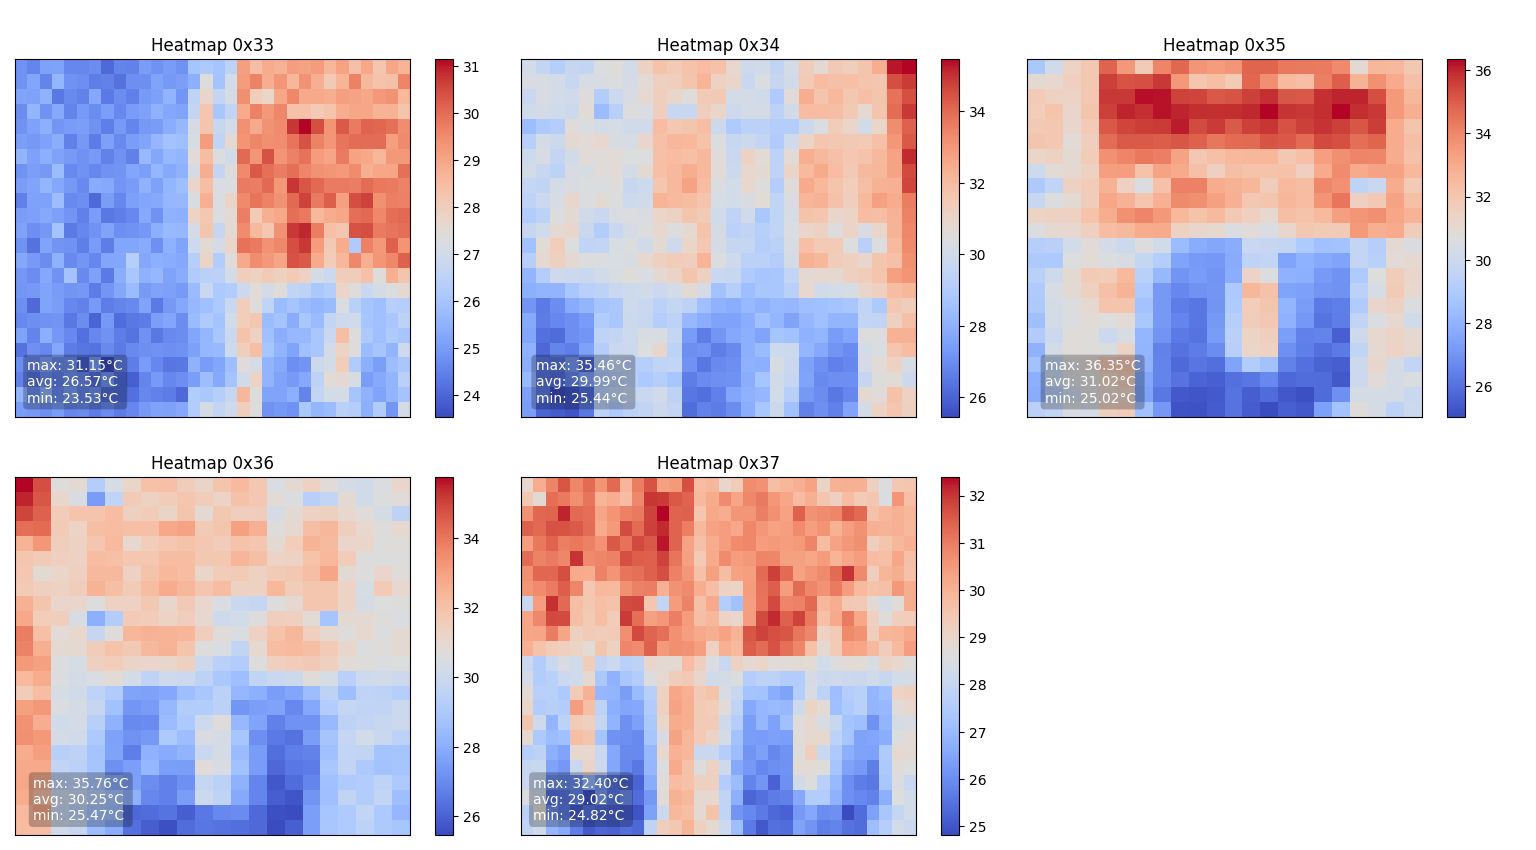 Heatmap 0x33
31
30
29
28
27
26
25
24
max: 31.15°C
avg: 26.57°C
min: 23.53°C
Heatmap 0x34
34
32
30
28
26
max: 35.46°C
avg: 29.99°C
min: 25.44°C
Heatmap 0x35
36
34
32
30
28
26
max: 36.35°C
avg: 31.02°C
min: 25.02°C
Heatmap 0x36
34
32
30
28
26
max: 35.76°C
avg: 30.25°C
min: 25.47°C
Heatmap 0x37
32
31
30
29
28
27
26
25
max: 32.40°C
avg: 29.02°C
min: 24.82°C